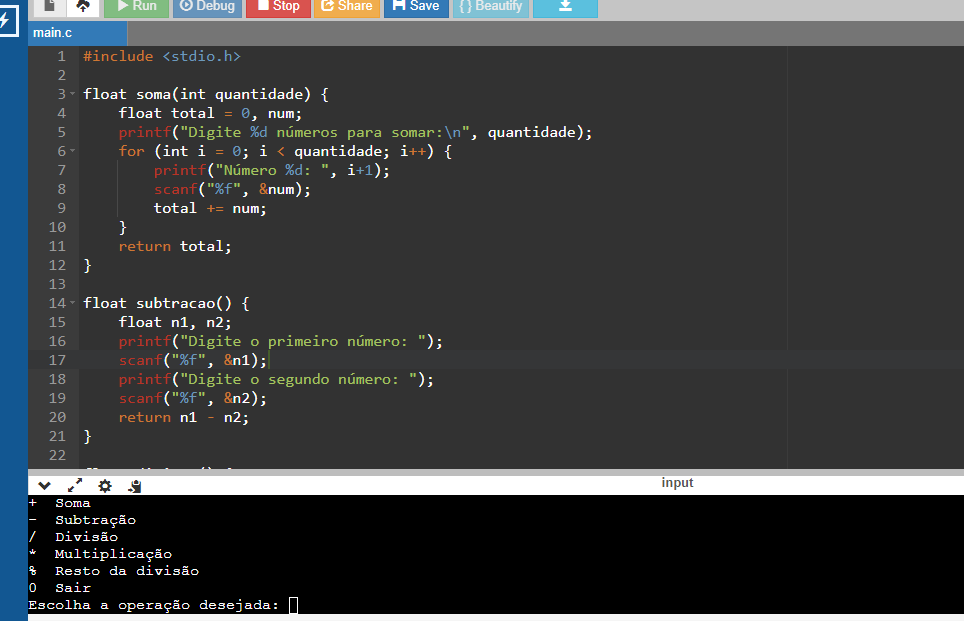 Run Debug Stop Share Save {} Beautify
main.c
1 #include <stdio.h>
2
3 float soma(int quantidade) {
4 float total = 0, num;
5 printf("Digite %d números para somar:\n", quantidade);
6 for (int i = 0; i < quantidade; i++) {
7 printf("Número %d: ", i+1);
8 scanf("%f", &num);
9 total += num;
10 }
11 return total;
12 }
13
14 float subtracao() {
15 float n1, n2;
16 printf("Digite o primeiro número: ");
17 scanf("%f", &n1);
18 printf("Digite o segundo número: ");
19 scanf("%f", &n2);
20 return n1 - n2;
21 }
22
input
+ Soma
- Subtração
/ Divisão
* Multiplicação
% Resto da divisão
0 Sair
Escolha a operação desejada: